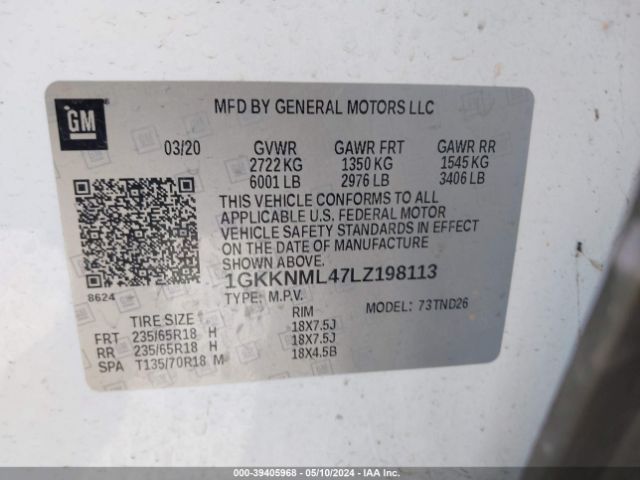 GM
MFD BY GENERAL MOTORS LLC
03/20 GVWR GAWR FRT GAWR RR
2722 KG 1350 KG 1545 KG
6001 LB 2976 LB 3406 LB
THIS VEHICLE CONFORMS TO ALL
APPLICABLE U.S. FEDERAL MOTOR
VEHICLE SAFETY STANDARDS IN EFFECT
ON THE DATE OF MANUFACTURE
SHOWN ABOVE.
1GKKNML47LZ198113
8624
TYPE: M.P.V. MODEL: 73TND26
TIRE SIZE RIM
FRT 235/65R18 H 18X7.5J
RR 235/65R18 H 18X7.5J
SPA T135/70R18 M 18X4.5B
000-39405968 - 05/10/2024 - IAA Inc.